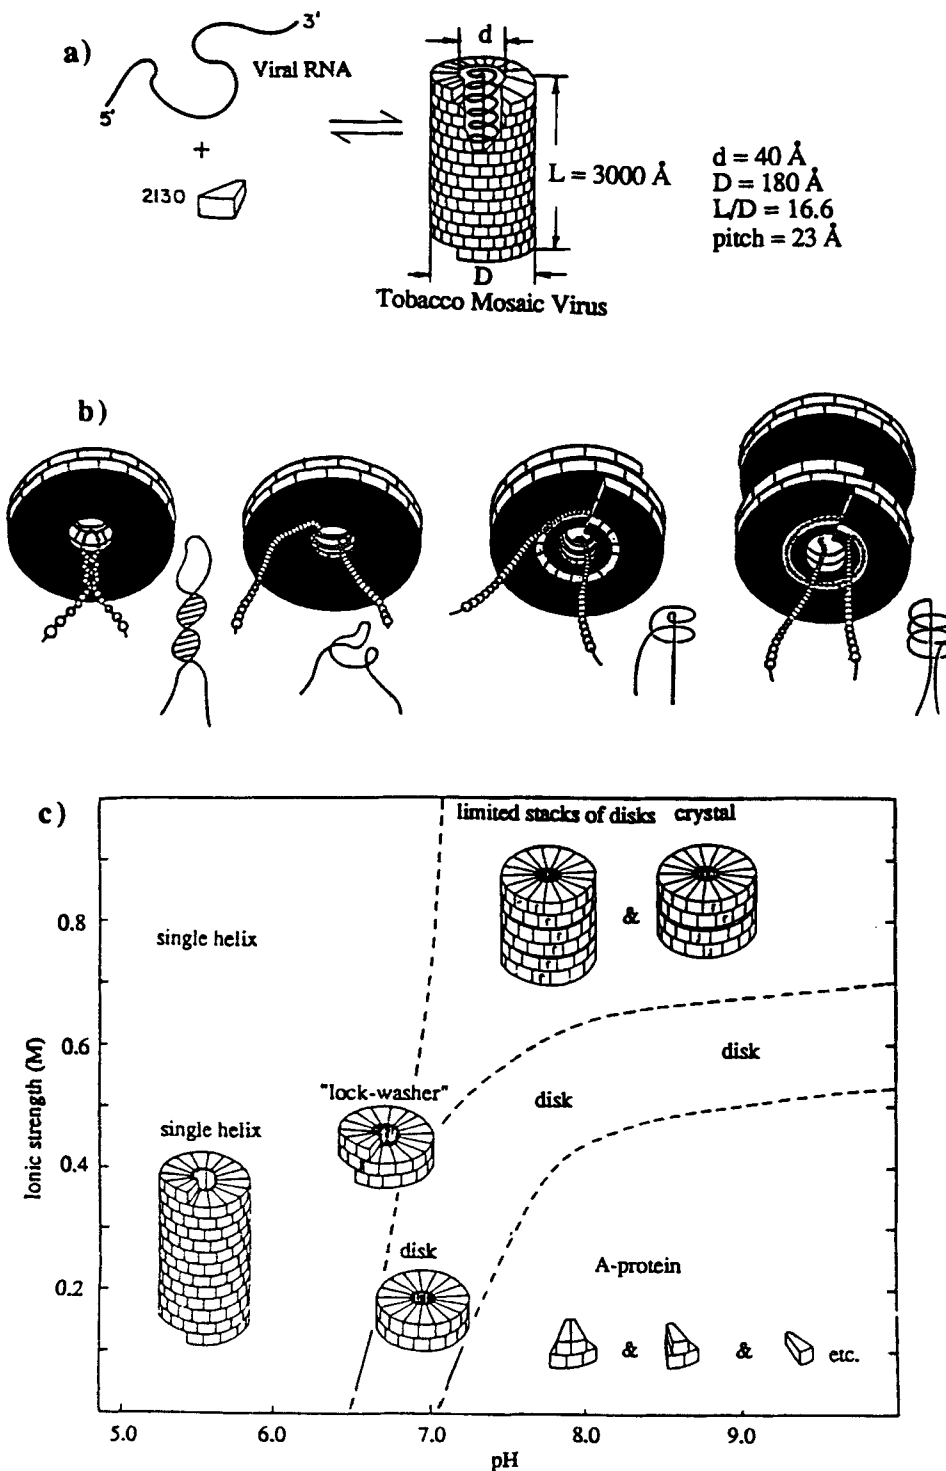 a)
3'
Viral RNA
5'
+
2130
d
L = 3000 Å
D
Tobacco Mosaic Virus
d = 40 Å
D = 180 Å
L/D = 16.6
pitch = 23 Å
b)
c)
limited stacks of disks crystal
&
single helix
disk
disk
"lock-washer"
single helix
disk
A-protein
& & etc.
0.8
0.6
0.4
0.2
Ionic strength (M)
5.0 6.0 7.0 8.0 9.0
pH